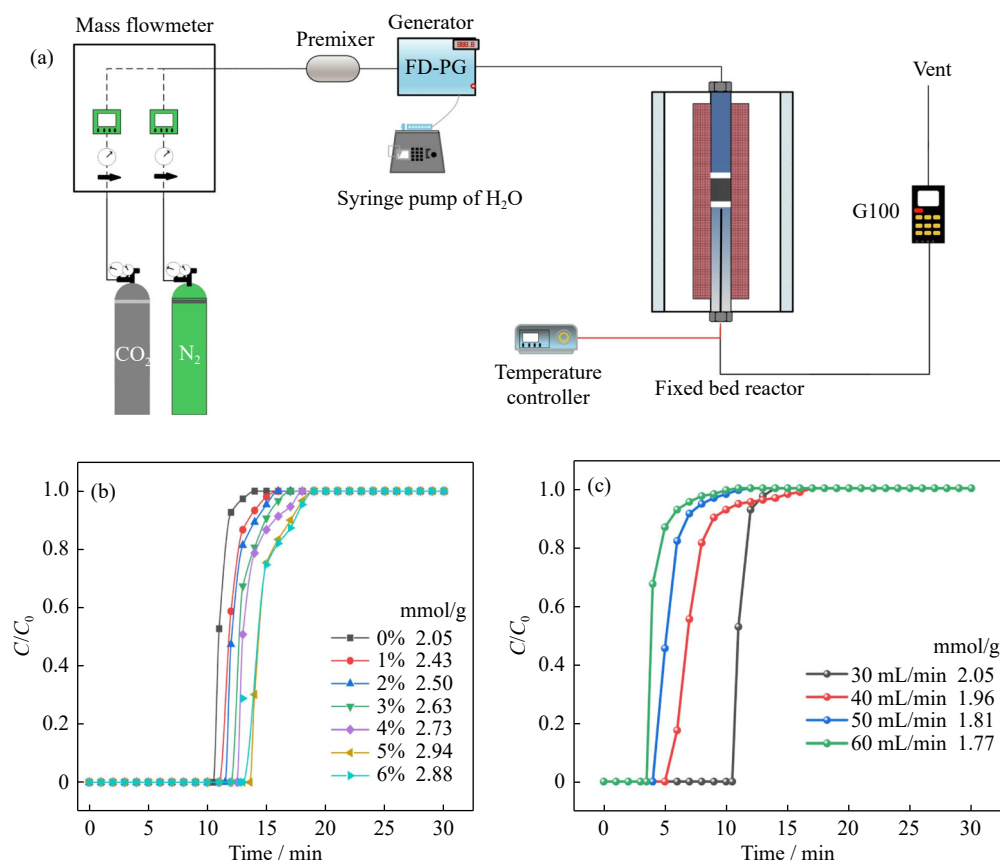 (a)
Mass flowmeter
Premixer
Generator
FD-PG
Syringe pump of H₂O
Vent
G100
CO₂
N₂
Temperature
controller
Fixed bed reactor
(b)
C/C₀
1.0
0.8
0.6
0.4
0.2
0
mmol/g
0% 2.05
1% 2.43
2% 2.50
3% 2.63
4% 2.73
5% 2.94
6% 2.88
0 5 10 15 20 25 30
Time / min
(c)
C/C₀
1.0
0.8
0.6
0.4
0.2
0
mmol/g
30 mL/min 2.05
40 mL/min 1.96
50 mL/min 1.81
60 mL/min 1.77
0 5 10 15 20 25 30
Time / min